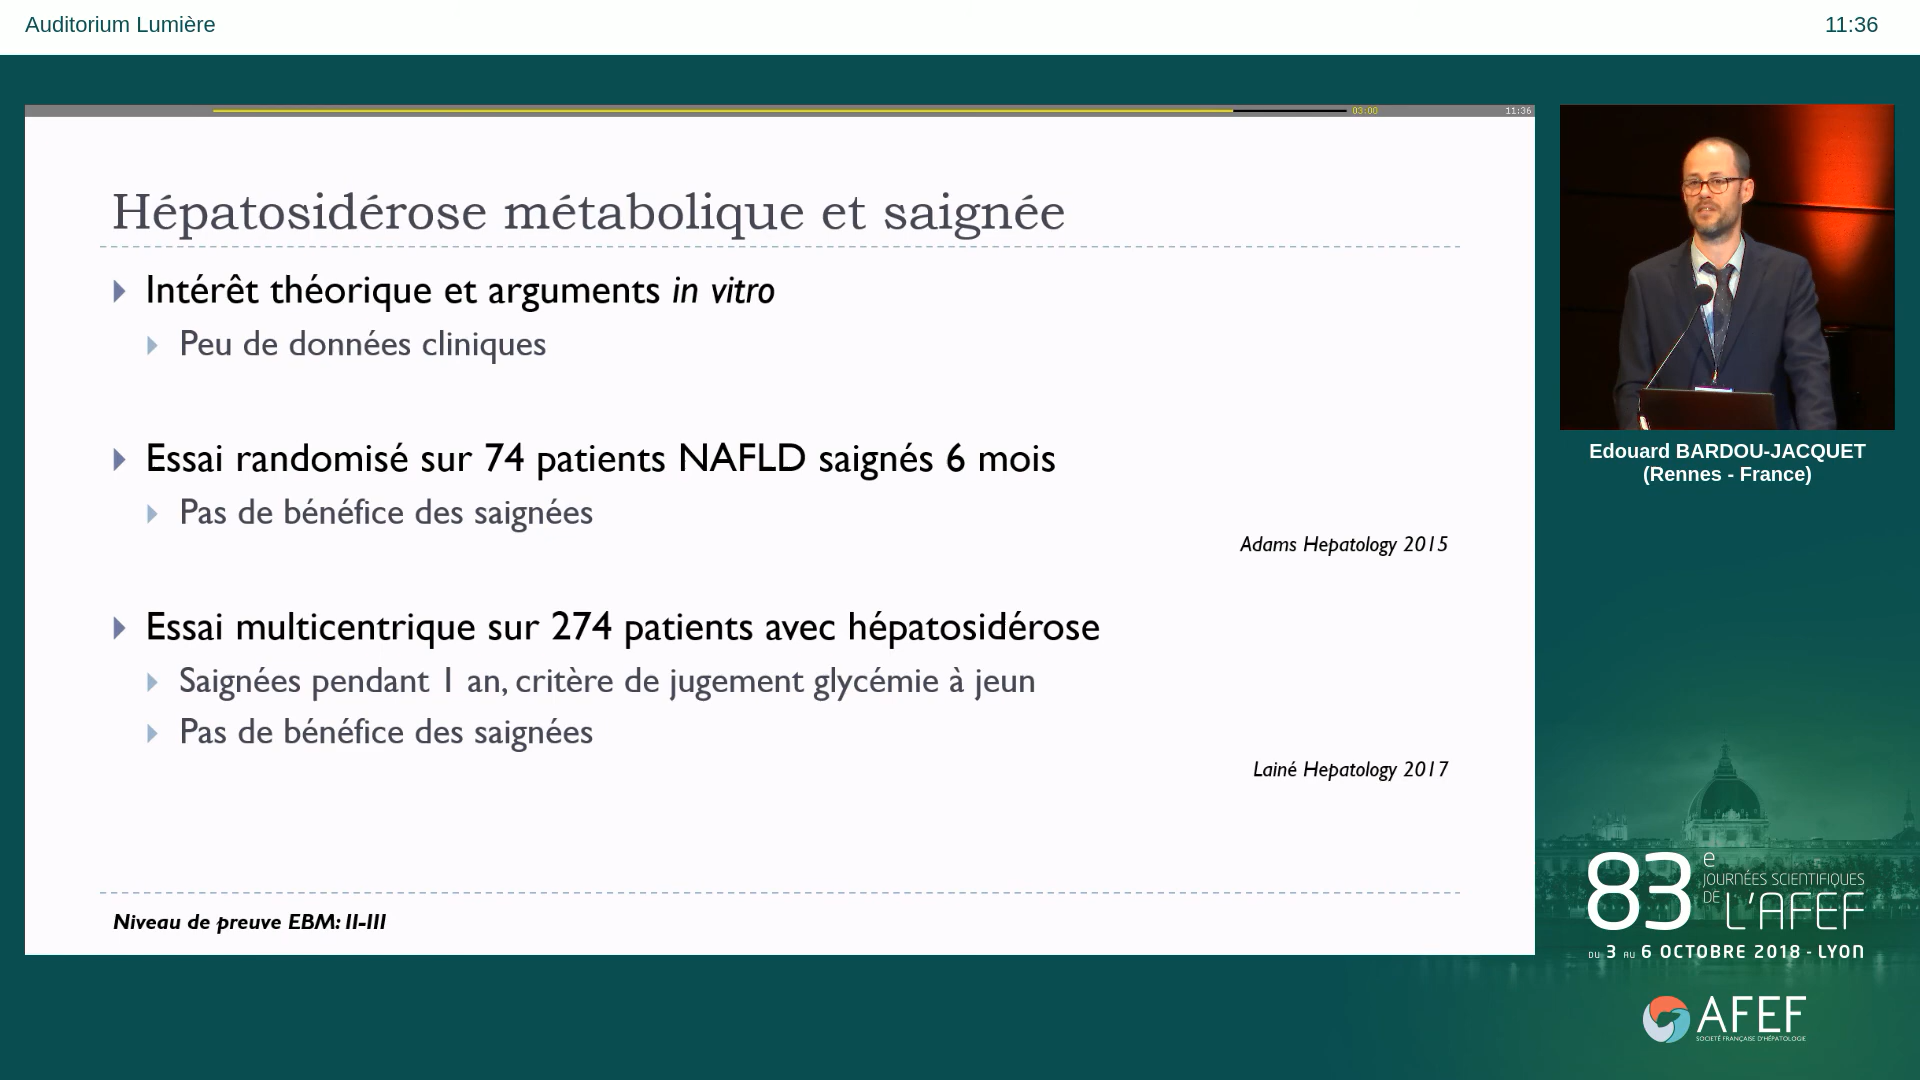 Auditorium Lumière
11:36
03:00
11:36
Hépatosidérose métabolique et saignée
Intérêt théorique et arguments in vitro
Peu de données cliniques
Essai randomisé sur 74 patients NAFLD saignés 6 mois
Pas de bénéfice des saignées
Adams Hepatology 2015
Essai multicentrique sur 274 patients avec hépatosidérose
Saignées pendant 1 an, critère de jugement glycémie à jeun
Pas de bénéfice des saignées
Lainé Hepatology 2017
Niveau de preuve EBM: II-III
Edouard BARDOU-JACQUET
(Rennes - France)
83e
JOURNÉES SCIENTIFIQUES
DE L'AFEF
DU 3 AU 6 OCTOBRE 2018 - LYON
AFEF
SOCIÉTÉ FRANÇAISE D'HÉPATOLOGIE